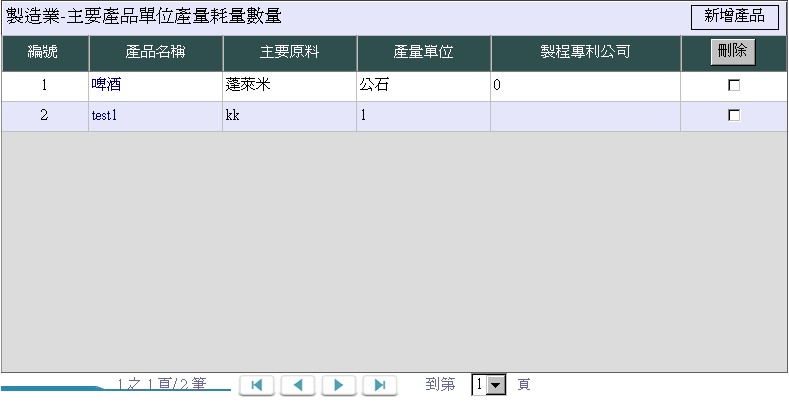 製造業-主要產品單位產量耗量數量 新增產品
編號 產品名稱 主要原料 產量單位 製程專利公司 刪除
1 啤酒 蓬萊米 公石 0
2 test1 kk 1
1 之 1 頁/ 2 筆 到第 1 頁